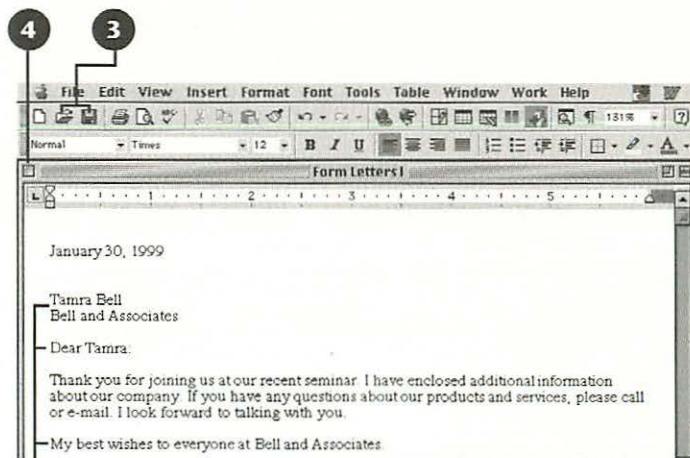 4 3
File Edit View Insert Format Font Tools Table Window Work Help
131%
Normal Times 12 B I U A
Form Letters1
L 1 2 3 4 5
January 30, 1999
Tamra Bell
Bell and Associates
Dear Tamra:
Thank you for joining us at our recent seminar. I have enclosed additional information
about our company. If you have any questions about our products and services, please call
or e-mail. I look forward to talking with you.
My best wishes to everyone at Bell and Associates.